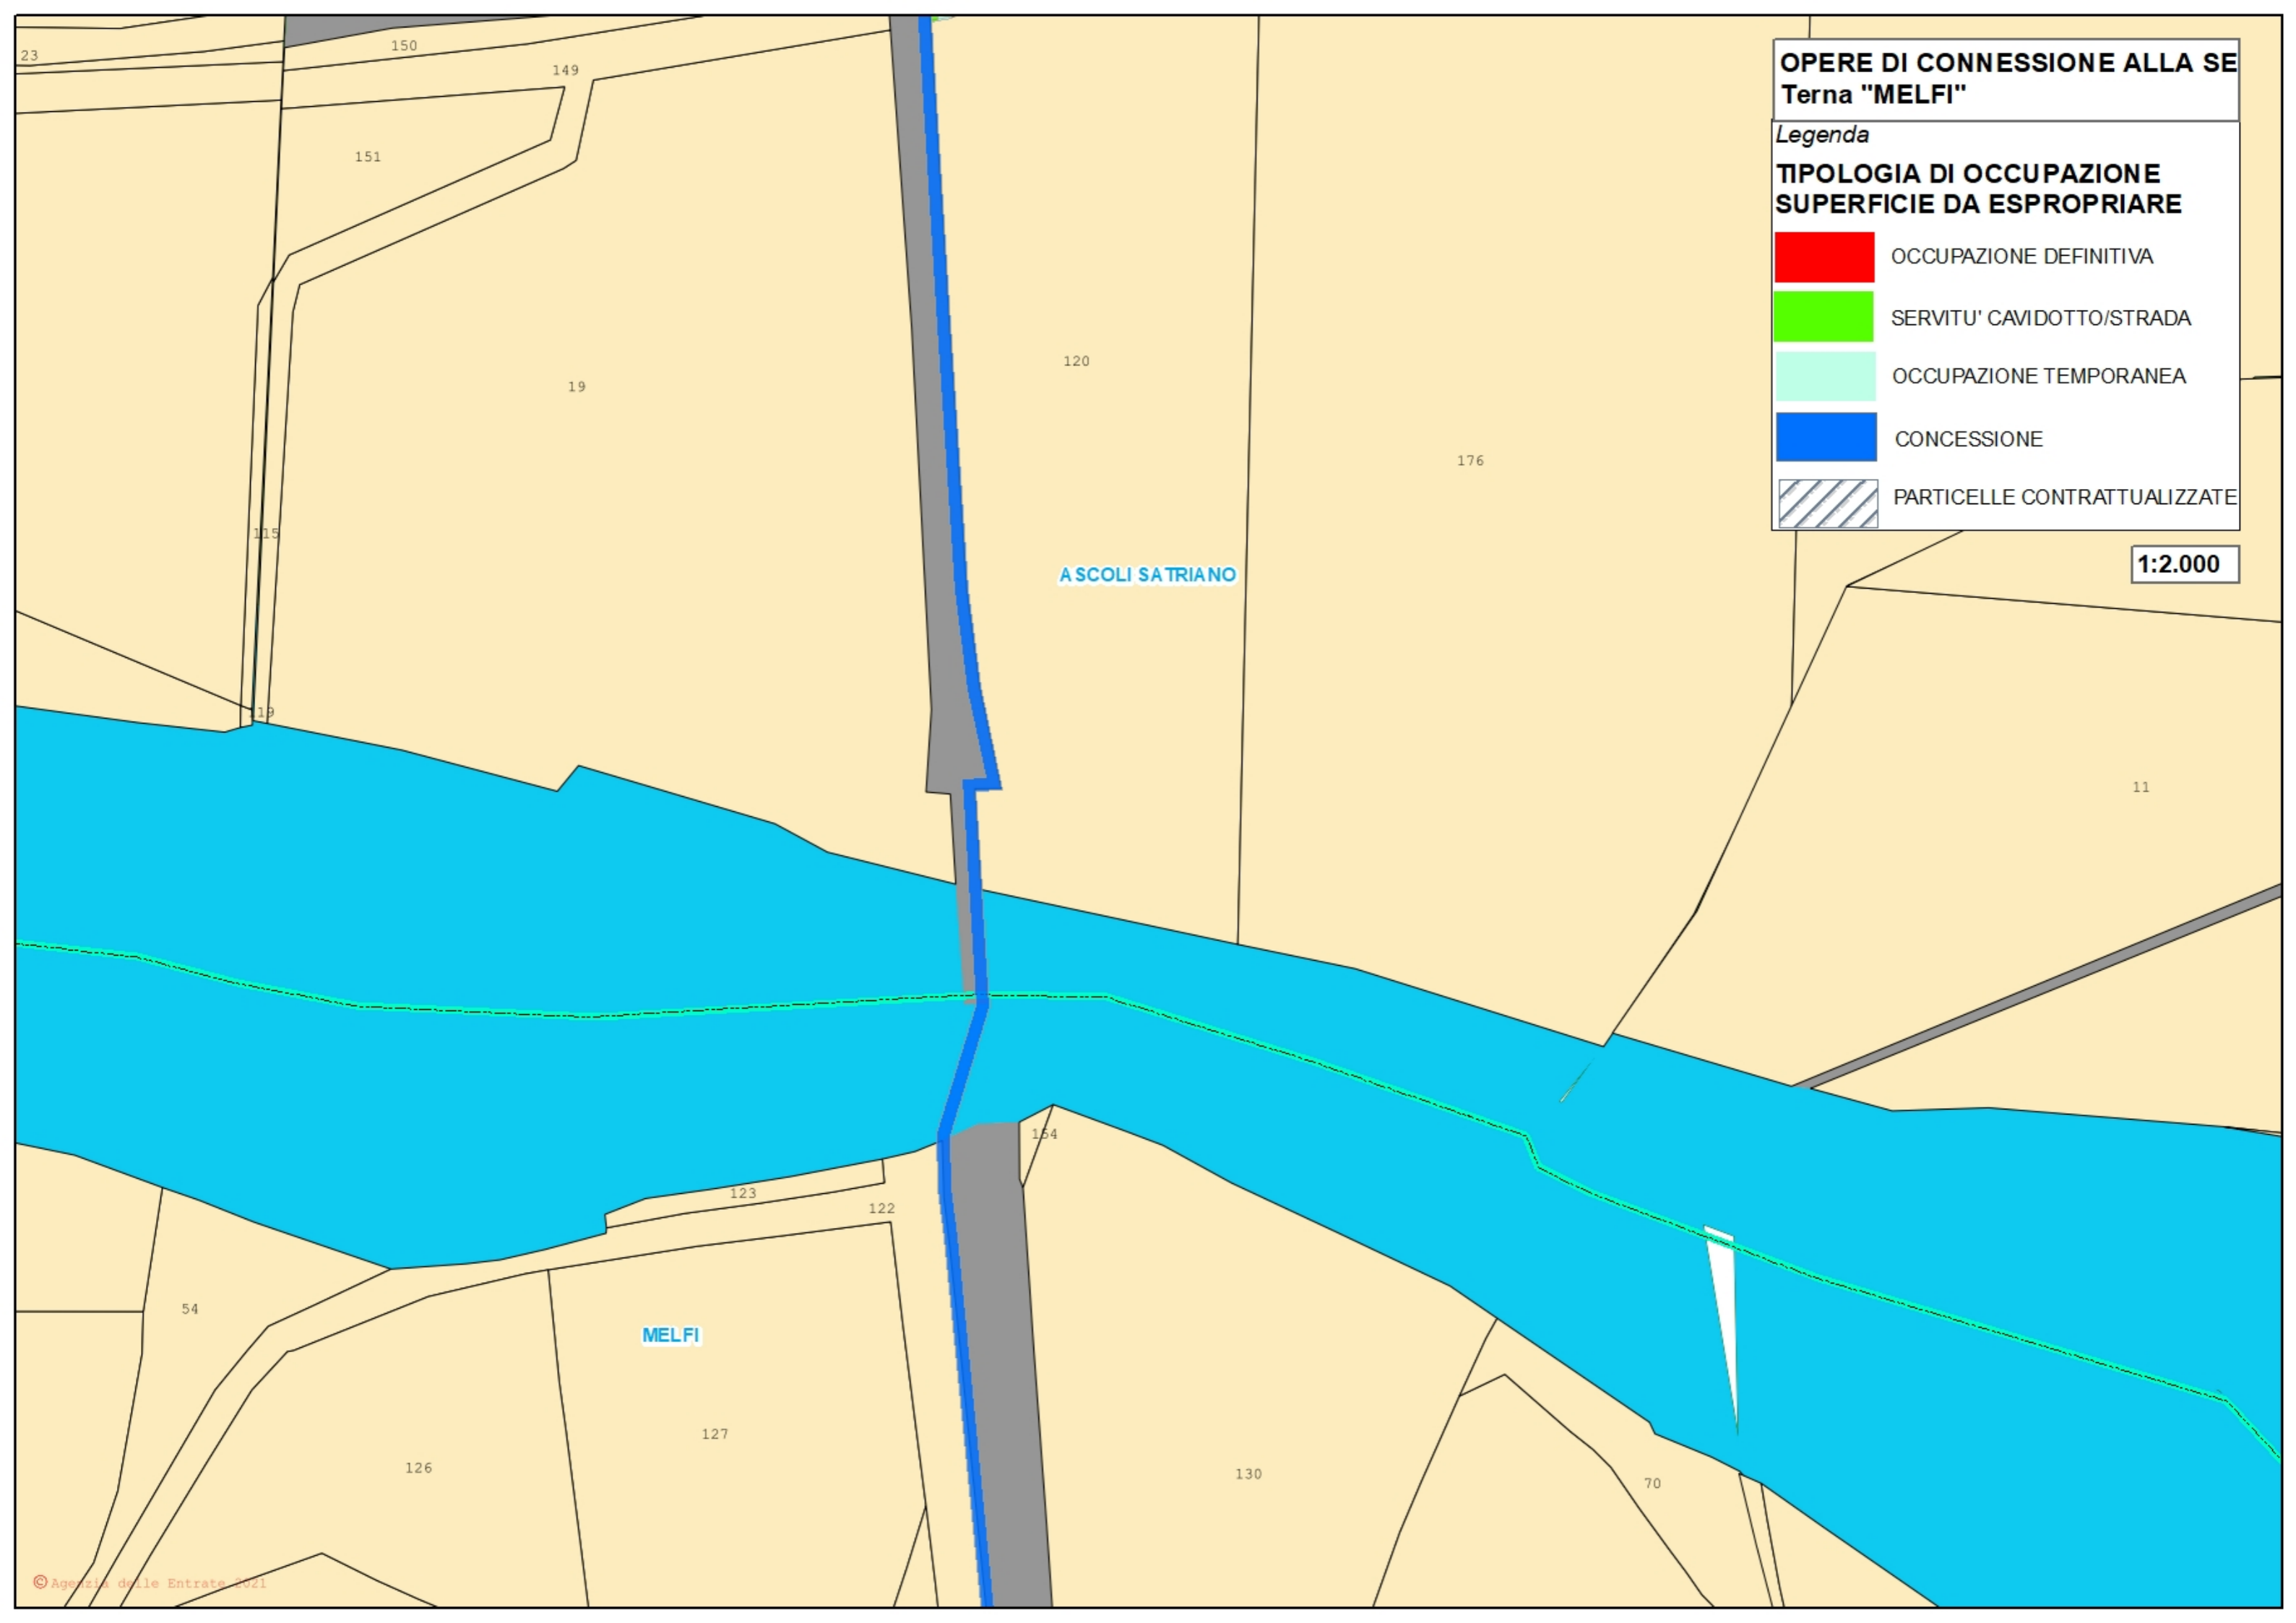 OPERE DI CONNESSIONE ALLA SE
Terna "MELFI"
Legenda
TIPOLOGIA DI OCCUPAZIONE
SUPERFICIE DA ESPROPRIARE
OCCUPAZIONE DEFINITIVA
SERVITU' CAVIDOTTO/STRADA
OCCUPAZIONE TEMPORANEA
CONCESSIONE
PARTICELLE CONTRATTUALIZZATE
1:2.000
23
150
149
151
19
120
176
115
ASCOLI SATRIANO
119
11
154
123
122
54
MELFI
127
126
130
70
© Agenzia delle Entrate 2021